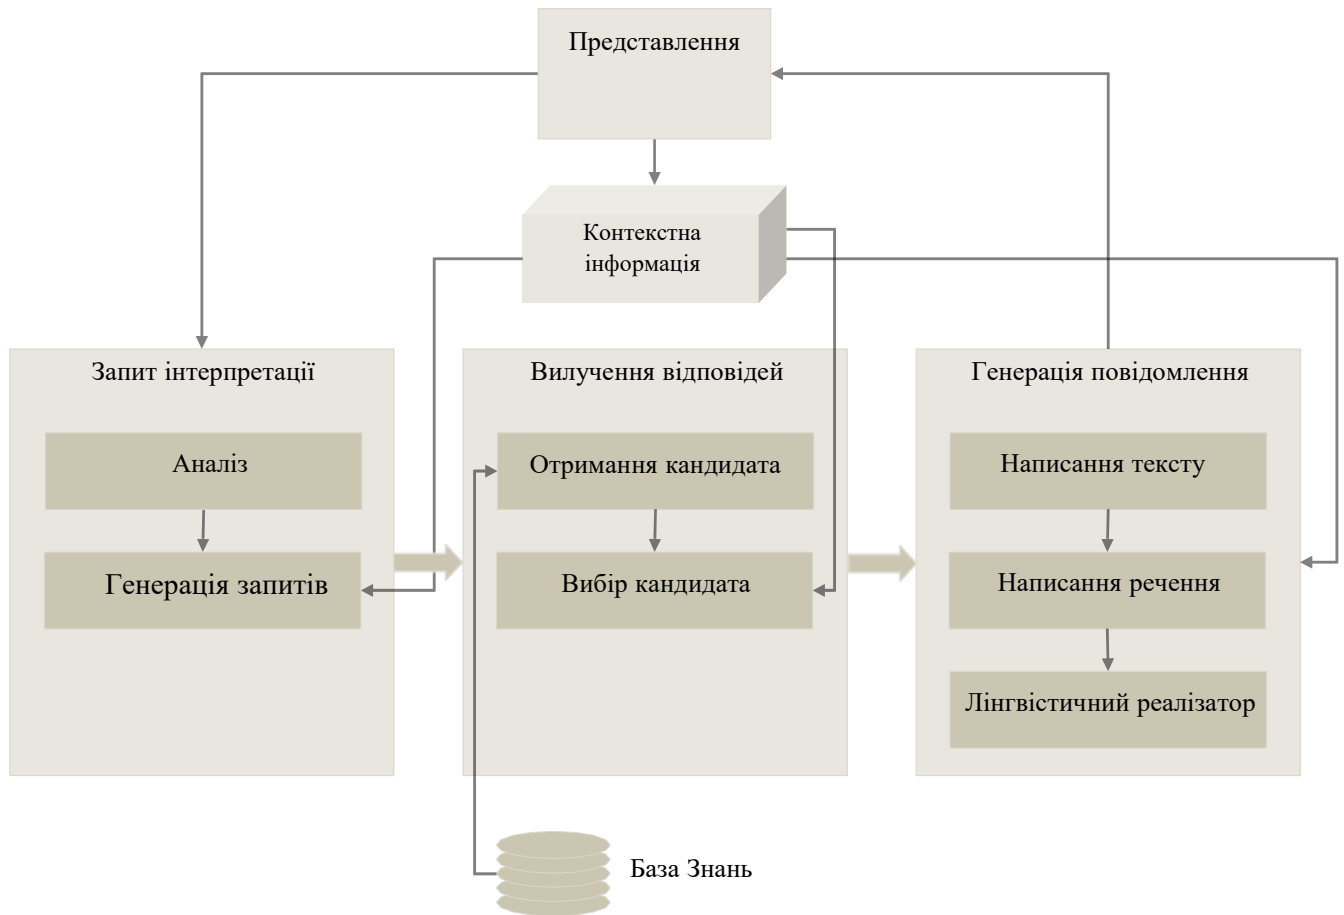 Представлення
Контекстна
інформація
Запит інтерпретації
Аналіз
Генерація запитів
Вилучення відповідей
Отримання кандидата
Вибір кандидата
Генерація повідомлення
Написання тексту
Написання речення
Лінгвістичний реалізатор
База Знань